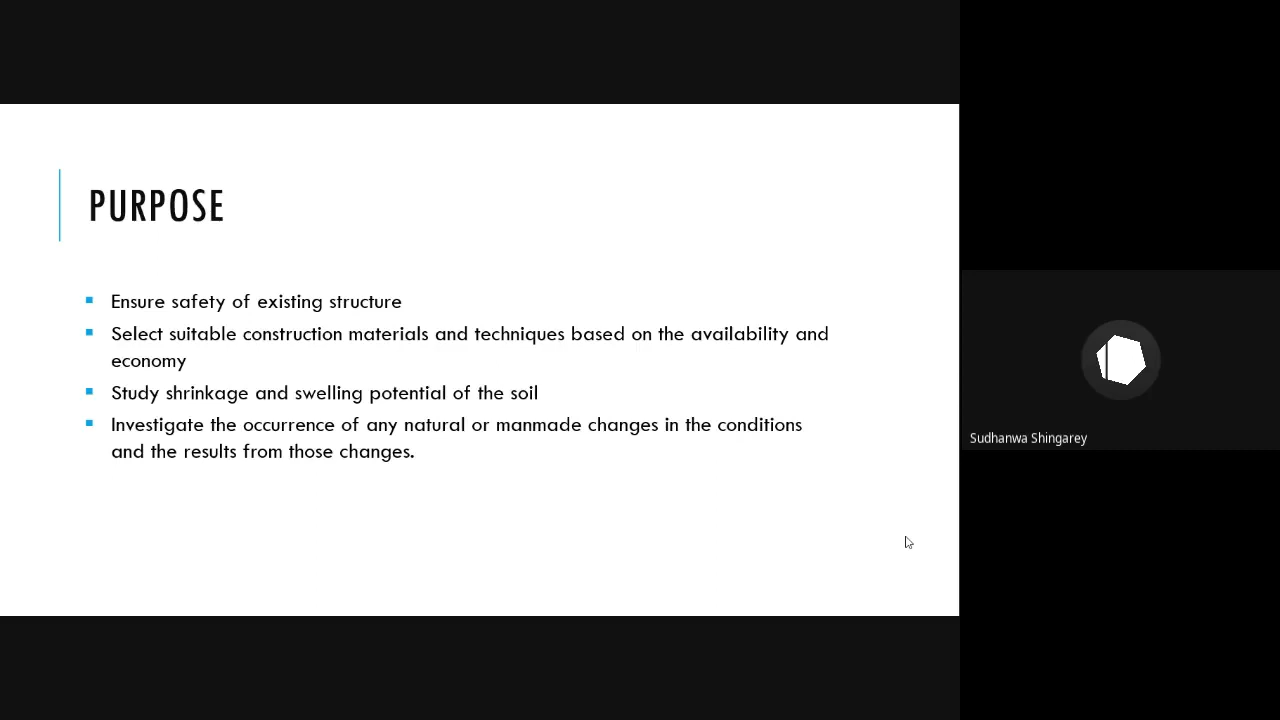 PURPOSE
Ensure safety of existing structure
Select suitable construction materials and techniques based on the availability and
economy
Study shrinkage and swelling potential of the soil
Investigate the occurrence of any natural or manmade changes in the conditions
and the results from those changes.
Sudhanwa Shingarey